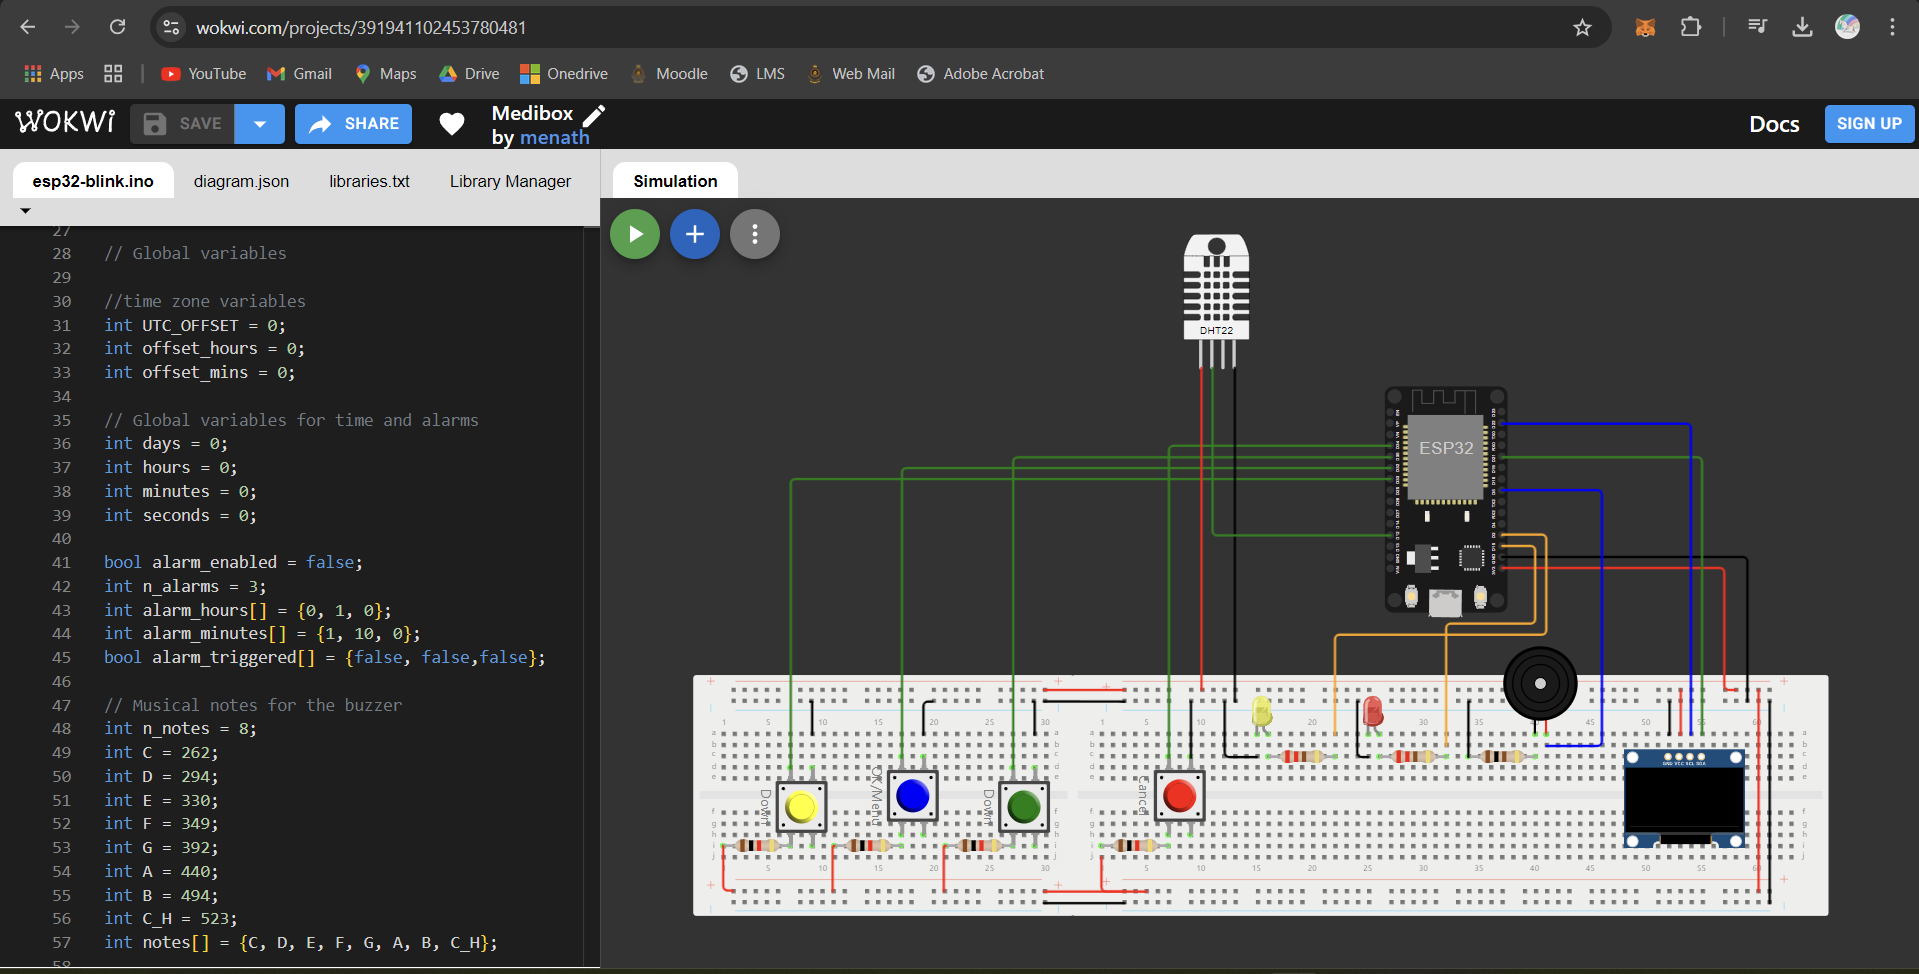 wokwi.com/projects/391941102453780481
Apps YouTube Gmail Maps Drive Onedrive Moodle LMS Web Mail Adobe Acrobat
WOKWI SAVE SHARE Medibox
by menath
Docs SIGN UP
esp32-blink.ino diagram.json libraries.txt Library Manager
Simulation
27
28 // Global variables
29
30 //time zone variables
31 int UTC_OFFSET = 0;
32 int offset_hours = 0;
33 int offset_mins = 0;
34
35 // Global variables for time and alarms
36 int days = 0;
37 int hours = 0;
38 int minutes = 0;
39 int seconds = 0;
40
41 bool alarm_enabled = false;
42 int n_alarms = 3;
43 int alarm_hours[] = {0, 1, 0};
44 int alarm_minutes[] = {1, 10, 0};
45 bool alarm_triggered[] = {false, false,false};
46
47 // Musical notes for the buzzer
48 int n_notes = 8;
49 int C = 262;
50 int D = 294;
51 int E = 330;
52 int F = 349;
53 int G = 392;
54 int A = 440;
55 int B = 494;
56 int C_H = 523;
57 int notes[] = {C, D, E, F, G, A, B, C_H};
58
DHT22
ESP32
Down
OK/Menu
Down
Cancel
GND VCC SCL SDA